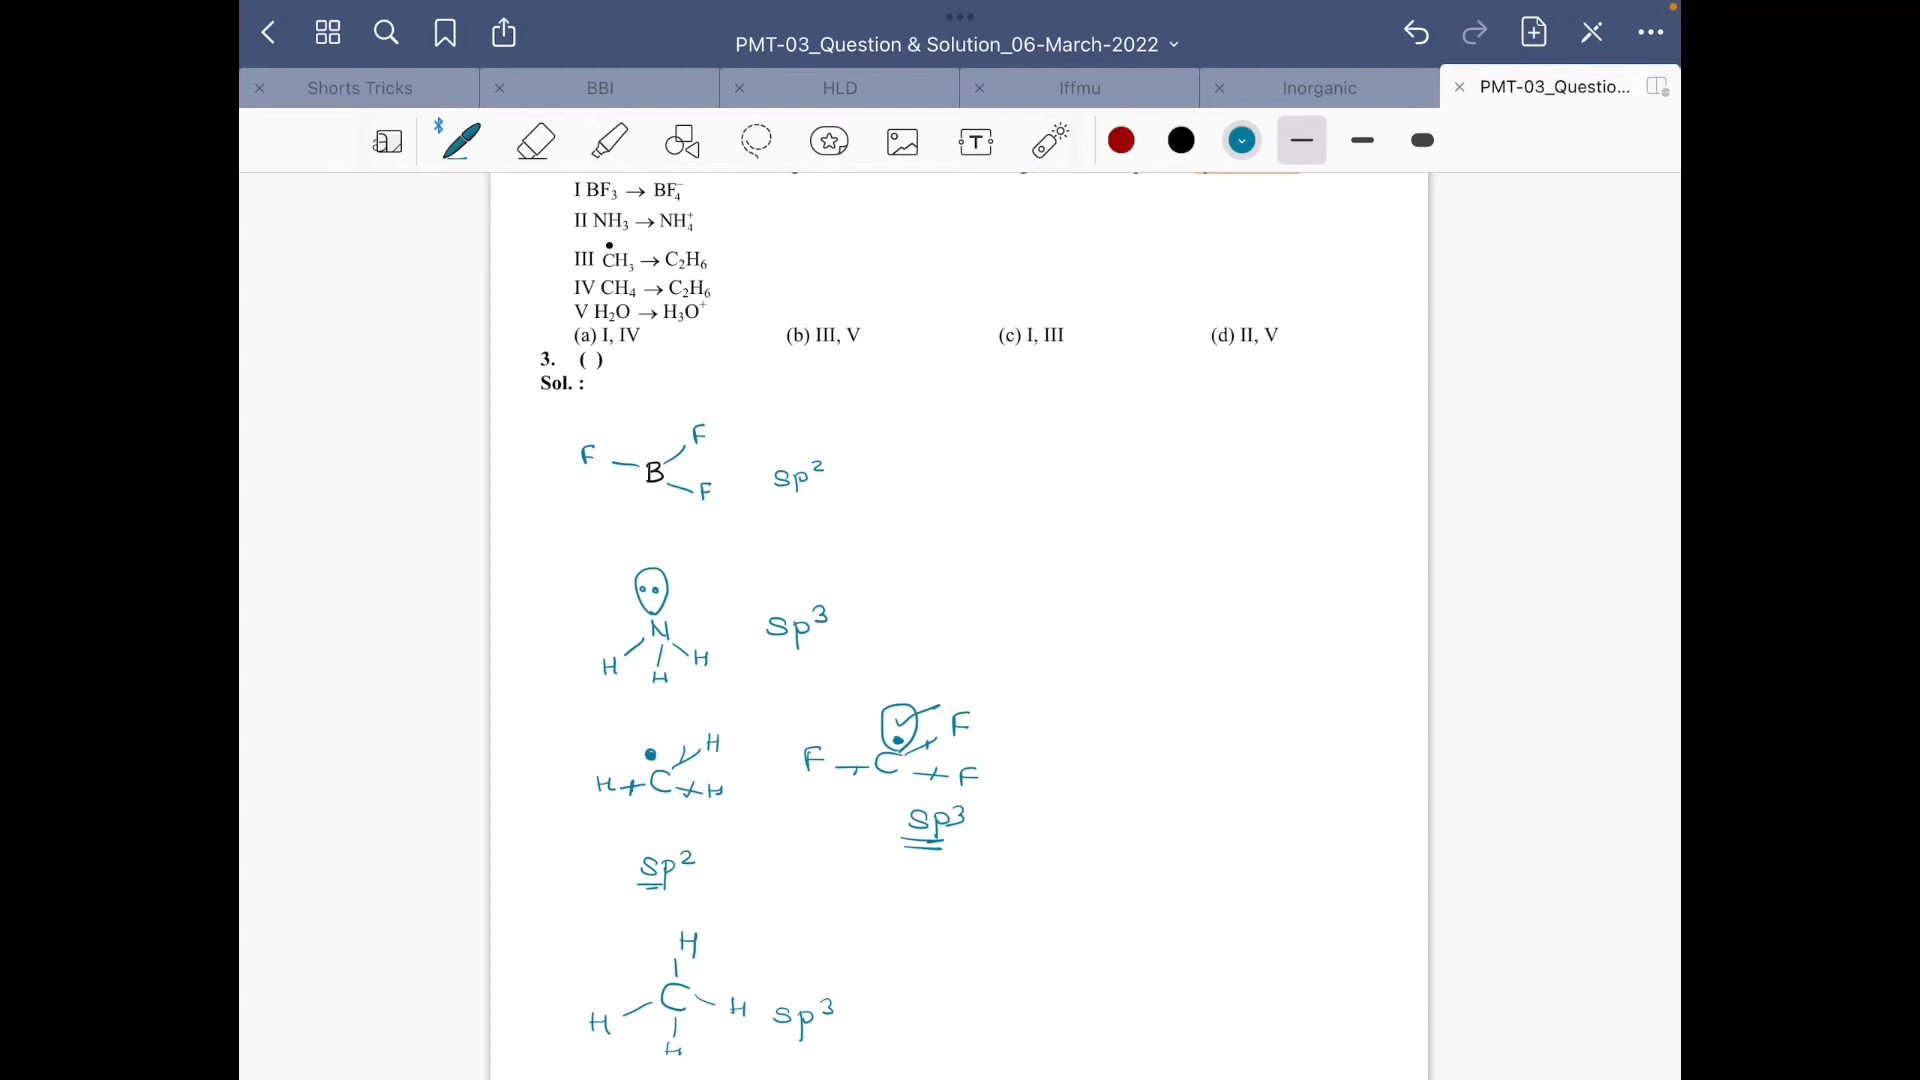 PMT-03_Question & Solution_06-March-2022
Shorts Tricks
BBI
HLD
Iffmu
Inorganic
PMT-03_Questio...
I BF₃ → BF₄⁻
II NH₃ → NH₄⁺
III ĊH₃ → C₂H₆
IV CH₄ → C₂H₆
V H₂O → H₃O⁺
(a) I, IV (b) III, V (c) I, III (d) II, V
3. ( )
Sol. :
F
F
B
F
sp²
N
H H H
sp³
H
H C H
F
F C F
sp³
sp²
H
C
H H
H
sp³